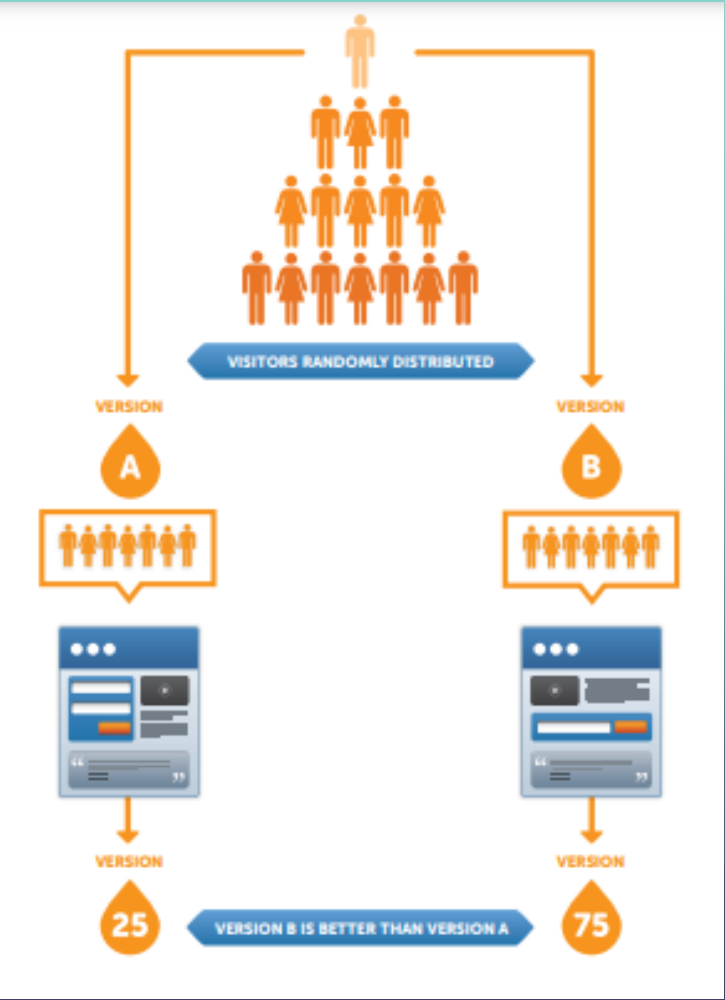 VISITORS RANDOMLY DISTRIBUTED
VERSION
VERSION
A
B
VERSION
VERSION
25
VERSION B IS BETTER THAN VERSION A
75